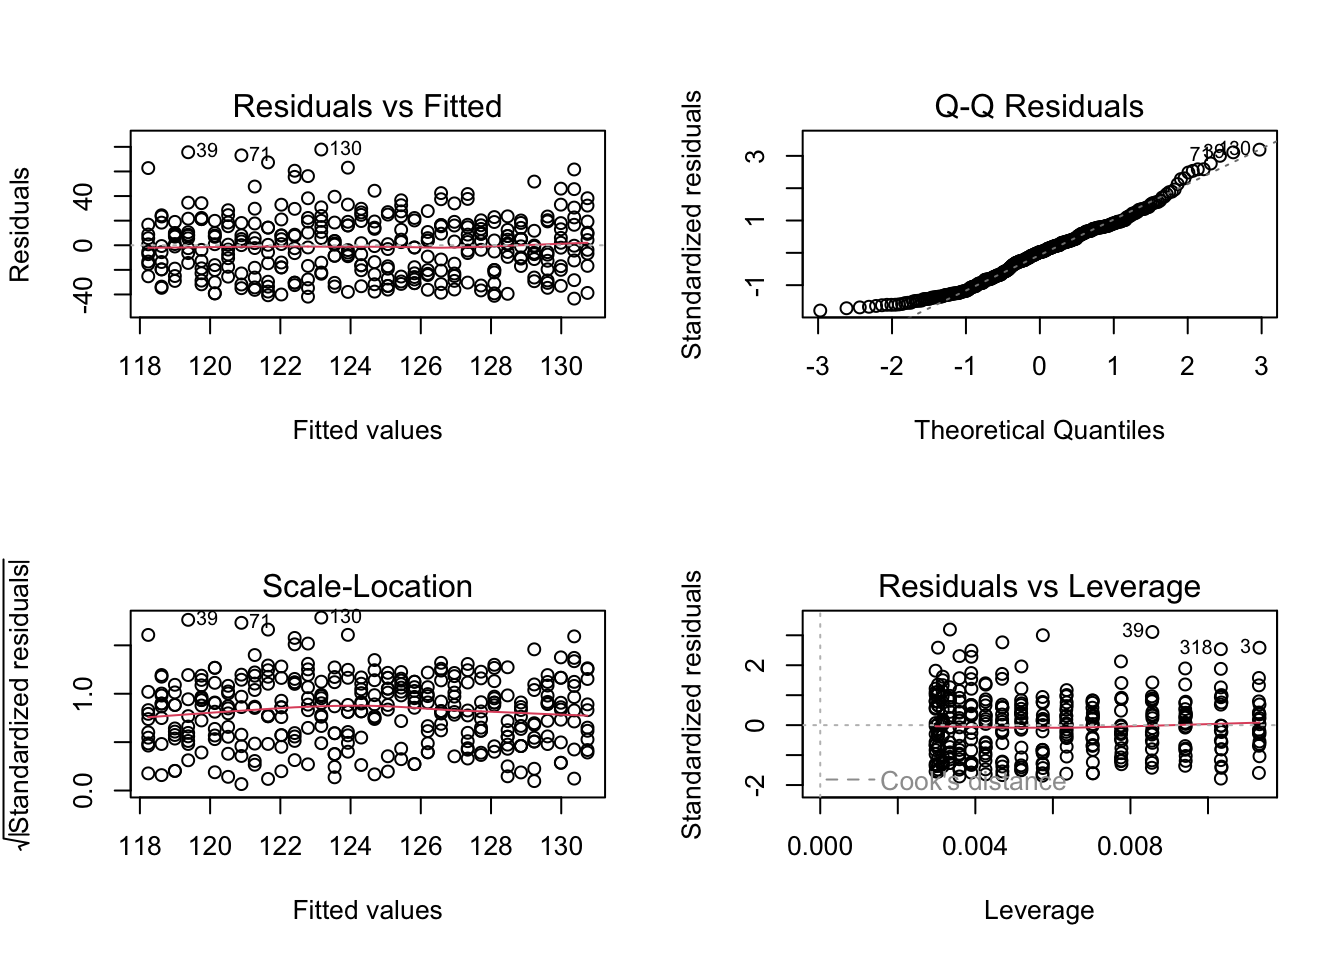 Residuals vs Fitted
Residuals
40
0
-40
39
71
130
118 120 122 124 126 128 130
Fitted values
Q-Q Residuals
Standardized residuals
3
1
-1
71
39
130
-3 -2 -1 0 1 2 3
Theoretical Quantiles
Scale-Location
√|Standardized residuals|
1.0
0.0
39
71
130
118 120 122 124 126 128 130
Fitted values
Residuals vs Leverage
Standardized residuals
2
0
-2
39
318
3
Cook's distance
0.000 0.004 0.008
Leverage